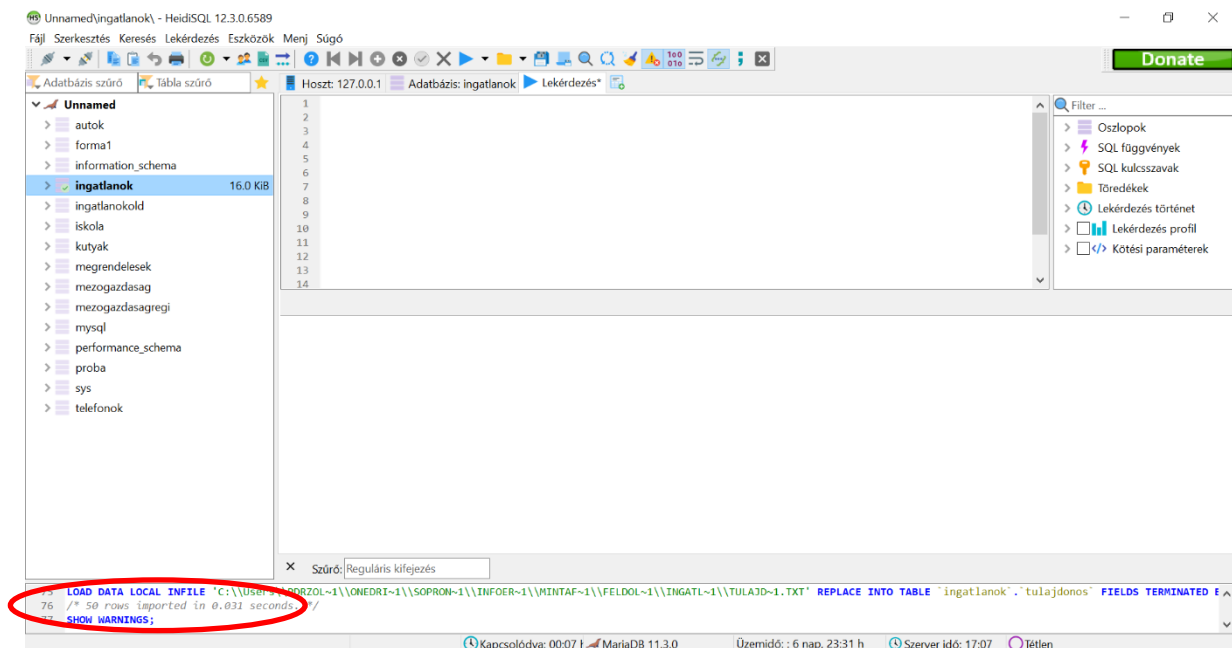 Unnamed\ingatlanok\ - HeidiSQL 12.3.0.6589
Fájl Szerkesztés Keresés Lekérdezés Eszközök Menj Súgó
Donate
Adatbázis szűrő Tábla szűrő
Hoszt: 127.0.0.1 Adatbázis: ingatlanok Lekérdezés*
Unnamed
autok
forma1
information_schema
ingatlanok 16.0 KiB
ingatlanokold
iskola
kutyak
megrendelesek
mezogazdasag
mezogazdasagregi
mysql
performance_schema
proba
sys
telefonok
1
2
3
4
5
6
7
8
9
10
11
12
13
14
Filter ...
Oszlopok
SQL függvények
SQL kulcsszavak
Töredékek
Lekérdezés történet
Lekérdezés profil
Kötési paraméterek
Szűrő: Reguláris kifejezés
75 LOAD DATA LOCAL INFILE 'C:\\Users\\ \\ONEDRI~1\\SOPRON~1\\INFOER~1\\MINTAF~1\\FELDOL~1\\INGATL~1\\TULAJD~1.TXT' REPLACE INTO TABLE `ingatlanok`.`tulajdonos` FIELDS TERMINATED
76 /* 50 rows imported in 0.031 seconds. */
77 SHOW WARNINGS;
Kapcsolódva: 00:07 MariaDB 11.3.0 Üzemidő: : 6 nap, 23:31 h Szerver idő: 17:07 Tétlen